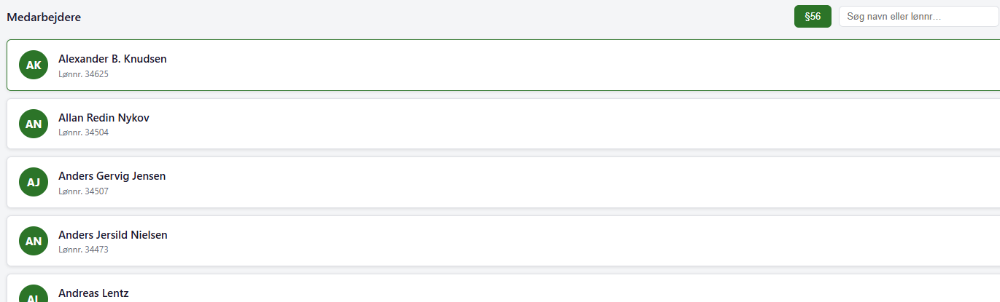 Medarbejdere
§56
Søg navn eller lønnr...
AK
Alexander B. Knudsen
Lønnr. 34625
AN
Allan Redin Nykov
Lønnr. 34504
AJ
Anders Gervig Jensen
Lønnr. 34507
AN
Anders Jersild Nielsen
Lønnr. 34473
AL
Andreas Lentz